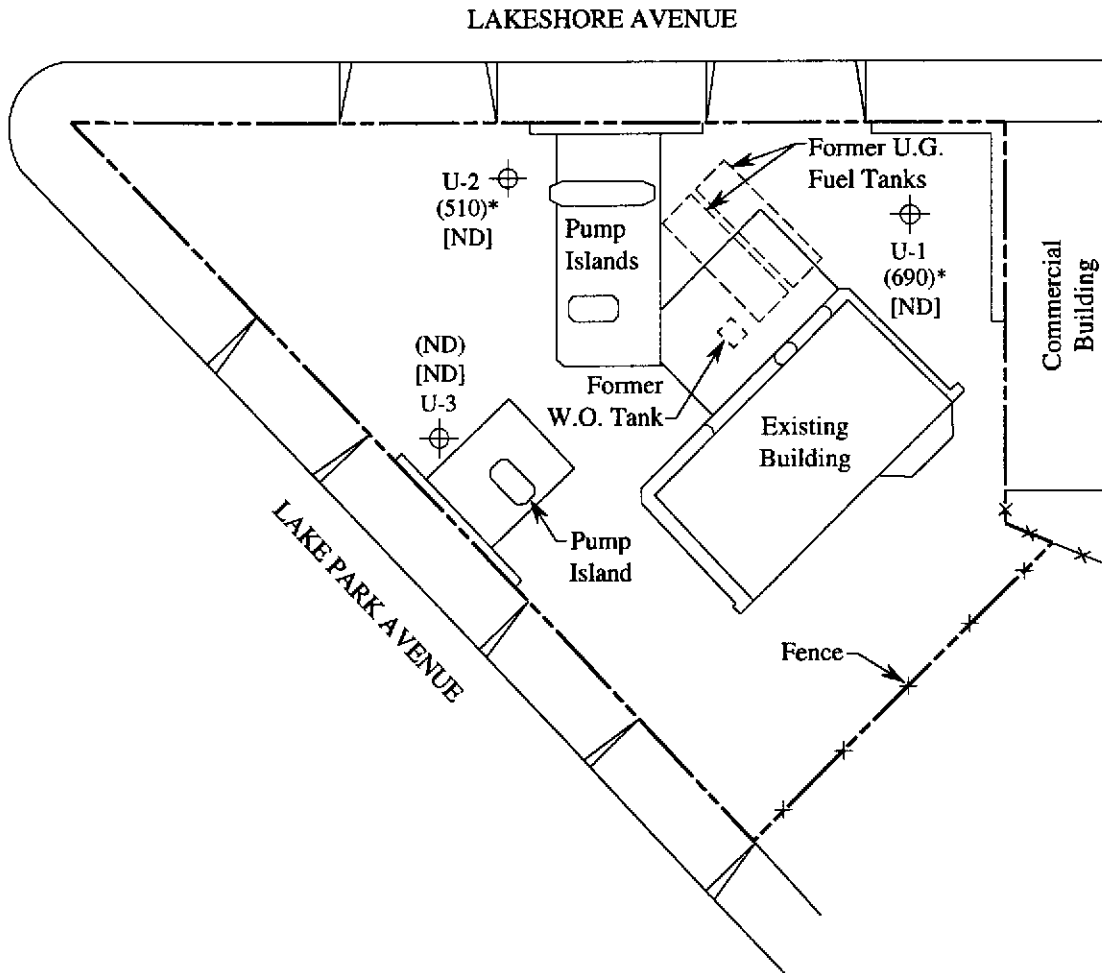 LAKESHORE AVENUE
Former U.G.
Fuel Tanks
U-2
(510)*
[ND]
Pump
Islands
U-1
(690)*
[ND]
Commercial
Building
(ND)
[ND]
U-3
Former
W.O. Tank
Existing
Building
Pump
Island
LAKE PARK AVENUE
Fence